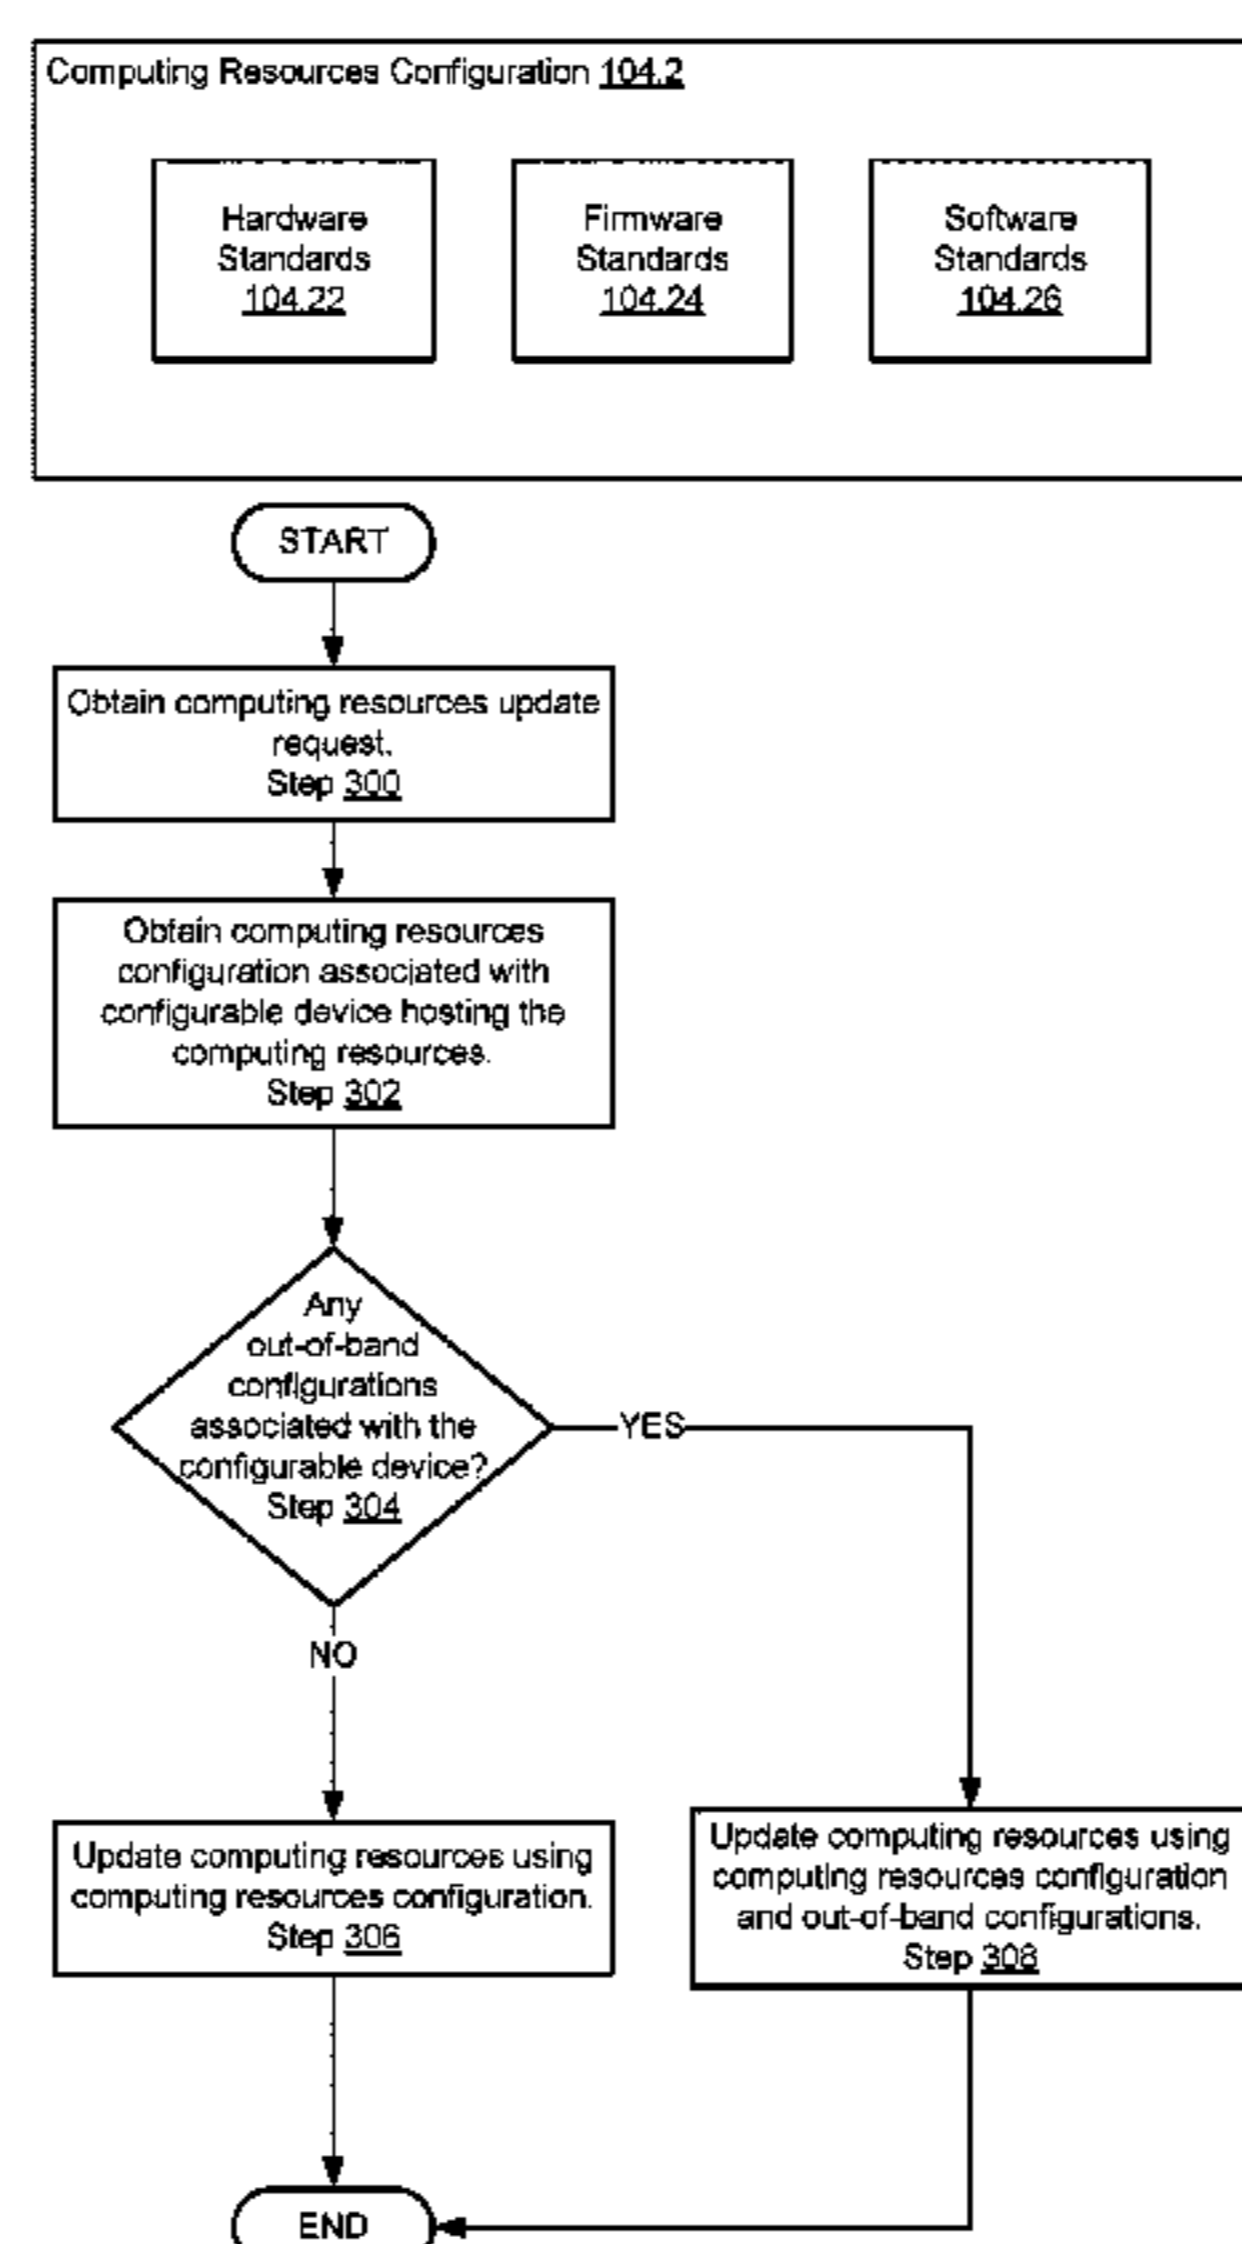 Computing Resources Configuration 104.2
Hardware
Standards
104.22
Firmware
Standards
104.24
Software
Standards
104.26
START
Obtain computing resources update
request.
Step 300
Obtain computing resources
configuration associated with
configurable device hosting the
computing resources.
Step 302
Any
out-of-band
configurations
associated with the
configurable device?
Step 304
YES
NO
Update computing resources using
computing resources configuration.
Step 306
Update computing resources using
computing resources configuration
and out-of-band configurations.
Step 308
END